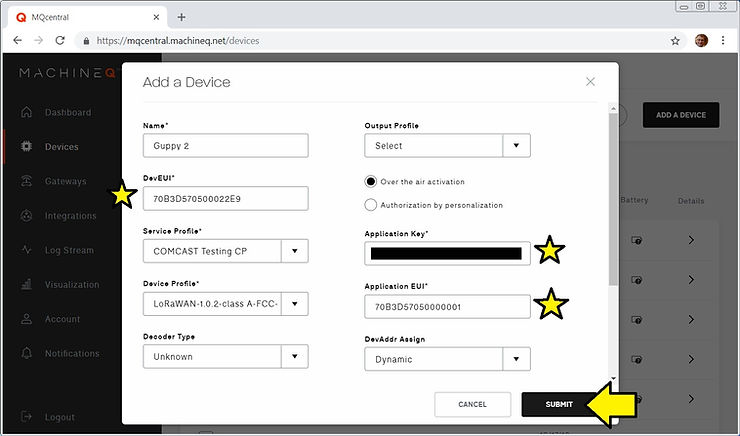 MQcentral
https://mqcentral.machineq.net/devices
MACHINEQ
Dashboard
Devices
Gateways
Integrations
Log Stream
Visualization
Account
Notifications
Logout
ADD A DEVICE
Battery
Details
Add a Device
Name*
Guppy 2
DevEUI*
70B3D570500022E9
Service Profile*
COMCAST Testing CP
Device Profile*
LoRaWAN-1.0.2-class A-FCC-
Decoder Type
Unknown
Output Profile
Select
Over the air activation
Authorization by personalization
Application Key*
Application EUI*
70B3D57050000001
DevAddr Assign
Dynamic
CANCEL
SUBMIT